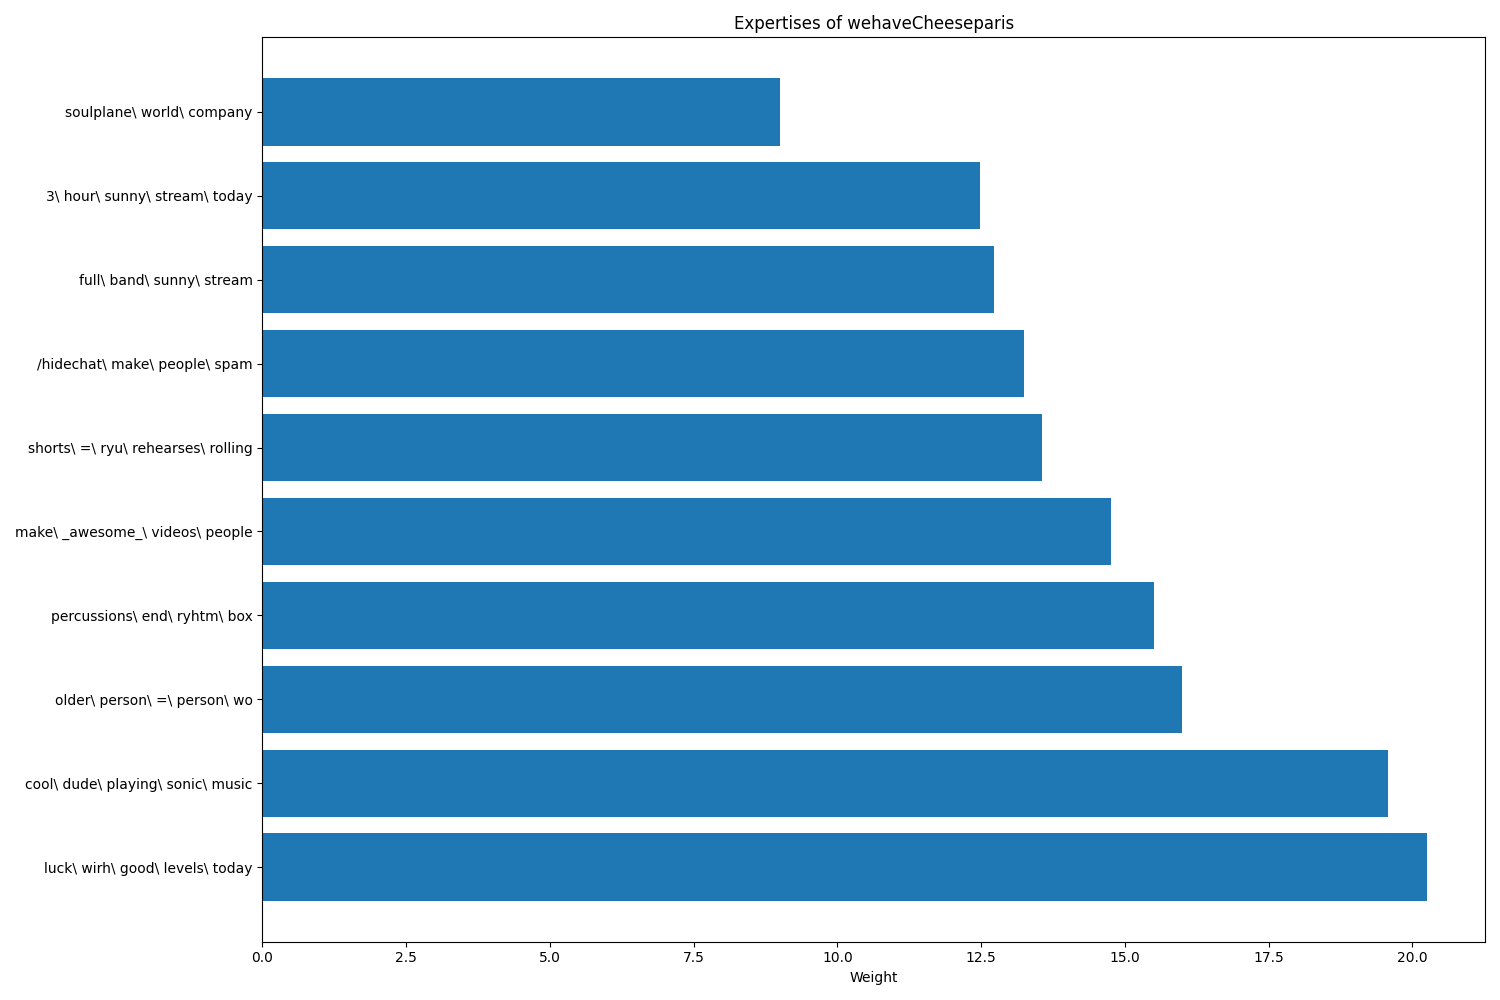 Expertises of wehaveCheeseparis
soulplane\ world\ company
3\ hour\ sunny\ stream\ today
full\ band\ sunny\ stream
/hidechat\ make\ people\ spam
shorts\ =\ ryu\ rehearses\ rolling
make\ _awesome_\ videos\ people
percussions\ end\ ryhtm\ box
older\ person\ =\ person\ wo
cool\ dude\ playing\ sonic\ music
luck\ wirh\ good\ levels\ today
0.0 2.5 5.0 7.5 10.0 12.5 15.0 17.5 20.0
Weight